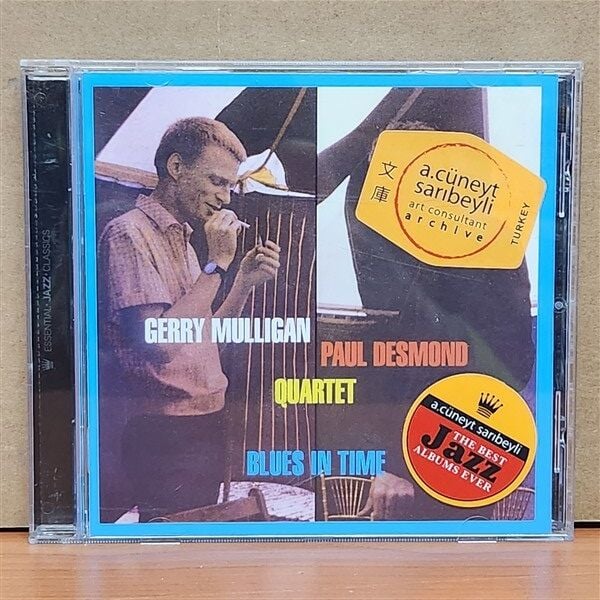 ESSENTIAL · JAZZ · CLASSICS
文庫
a.cüneyt
sarıbeyli
art consultant
archive
TURKEY
GERRY MULLIGAN
PAUL DESMOND
QUARTET
BLUES IN TIME
a.cüneyt sarıbeyli
THE BEST
Jazz
ALBUMS EVER